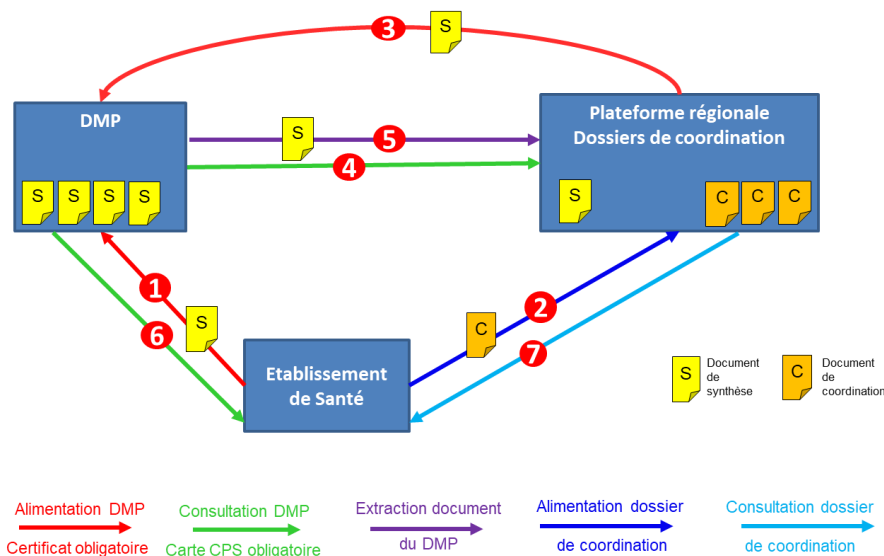 3
S
DMP
Plateforme régionale
Dossiers de coordination
S
5
4
S
S
S
S
S
C
C
C
1
S
6
C
2
7
Etablissement
de Santé
S
Document
de
synthèse
C
Document
de
coordination
Alimentation DMP
Certificat obligatoire
Consultation DMP
Carte CPS obligatoire
Extraction document
du DMP
Alimentation dossier
de coordination
Consultation dossier
de coordination